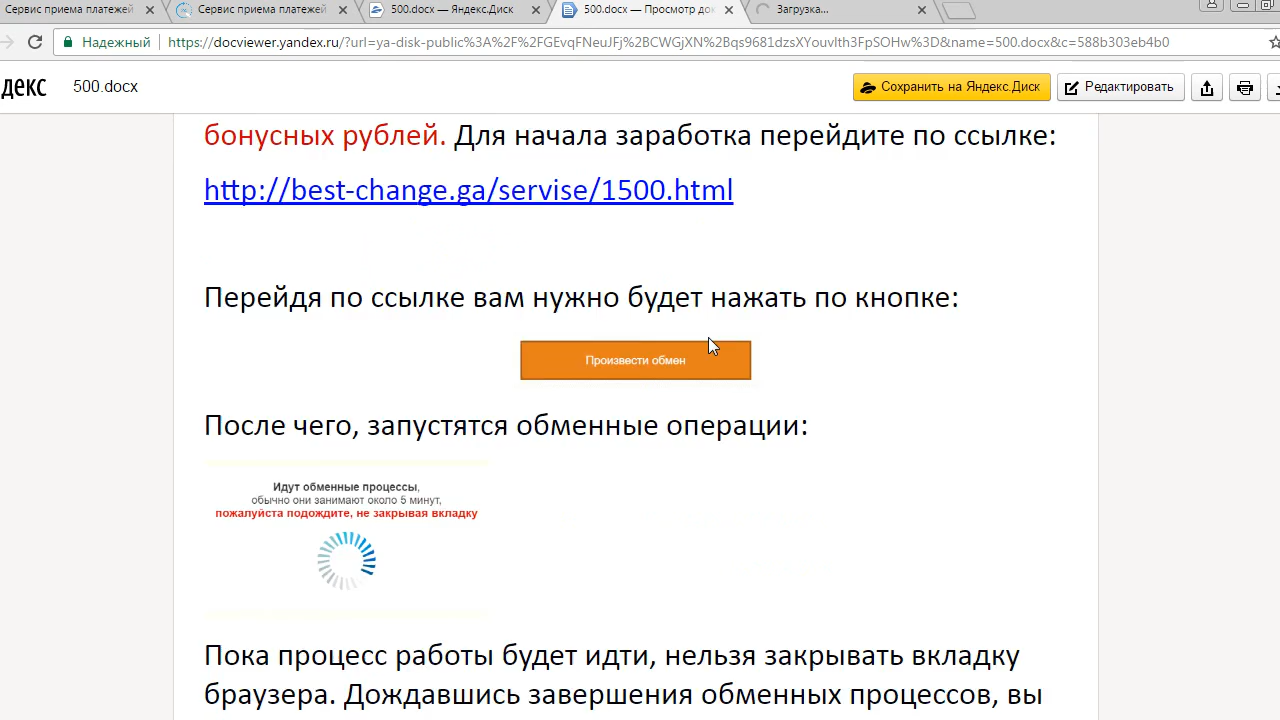 Сервис приема платежей
Сервис приема платежей
500.docx — Яндекс.Диск
500.docx — Просмотр до
Загрузка...
Надежный
https://docviewer.yandex.ru/?url=ya-disk-public%3A%2F%2FGEvqFNeuJFj%2BCWGjXN%2Bqs9681dzsXYouvlth3FpSOHw%3D&name=500.docx&c=588b303eb4b0
декс
500.docx
Сохранить на Яндекс.Диск
Редактировать
бонусных рублей. Для начала заработка перейдите по ссылке:
http://best-change.ga/servise/1500.html
Перейдя по ссылке вам нужно будет нажать по кнопке:
Произвести обмен
После чего, запустятся обменные операции:
Идут обменные процессы,
обычно они занимают около 5 минут,
пожалуйста подождите, не закрывая вкладку
Пока процесс работы будет идти, нельзя закрывать вкладку
браузера. Дождавшись завершения обменных процессов, вы